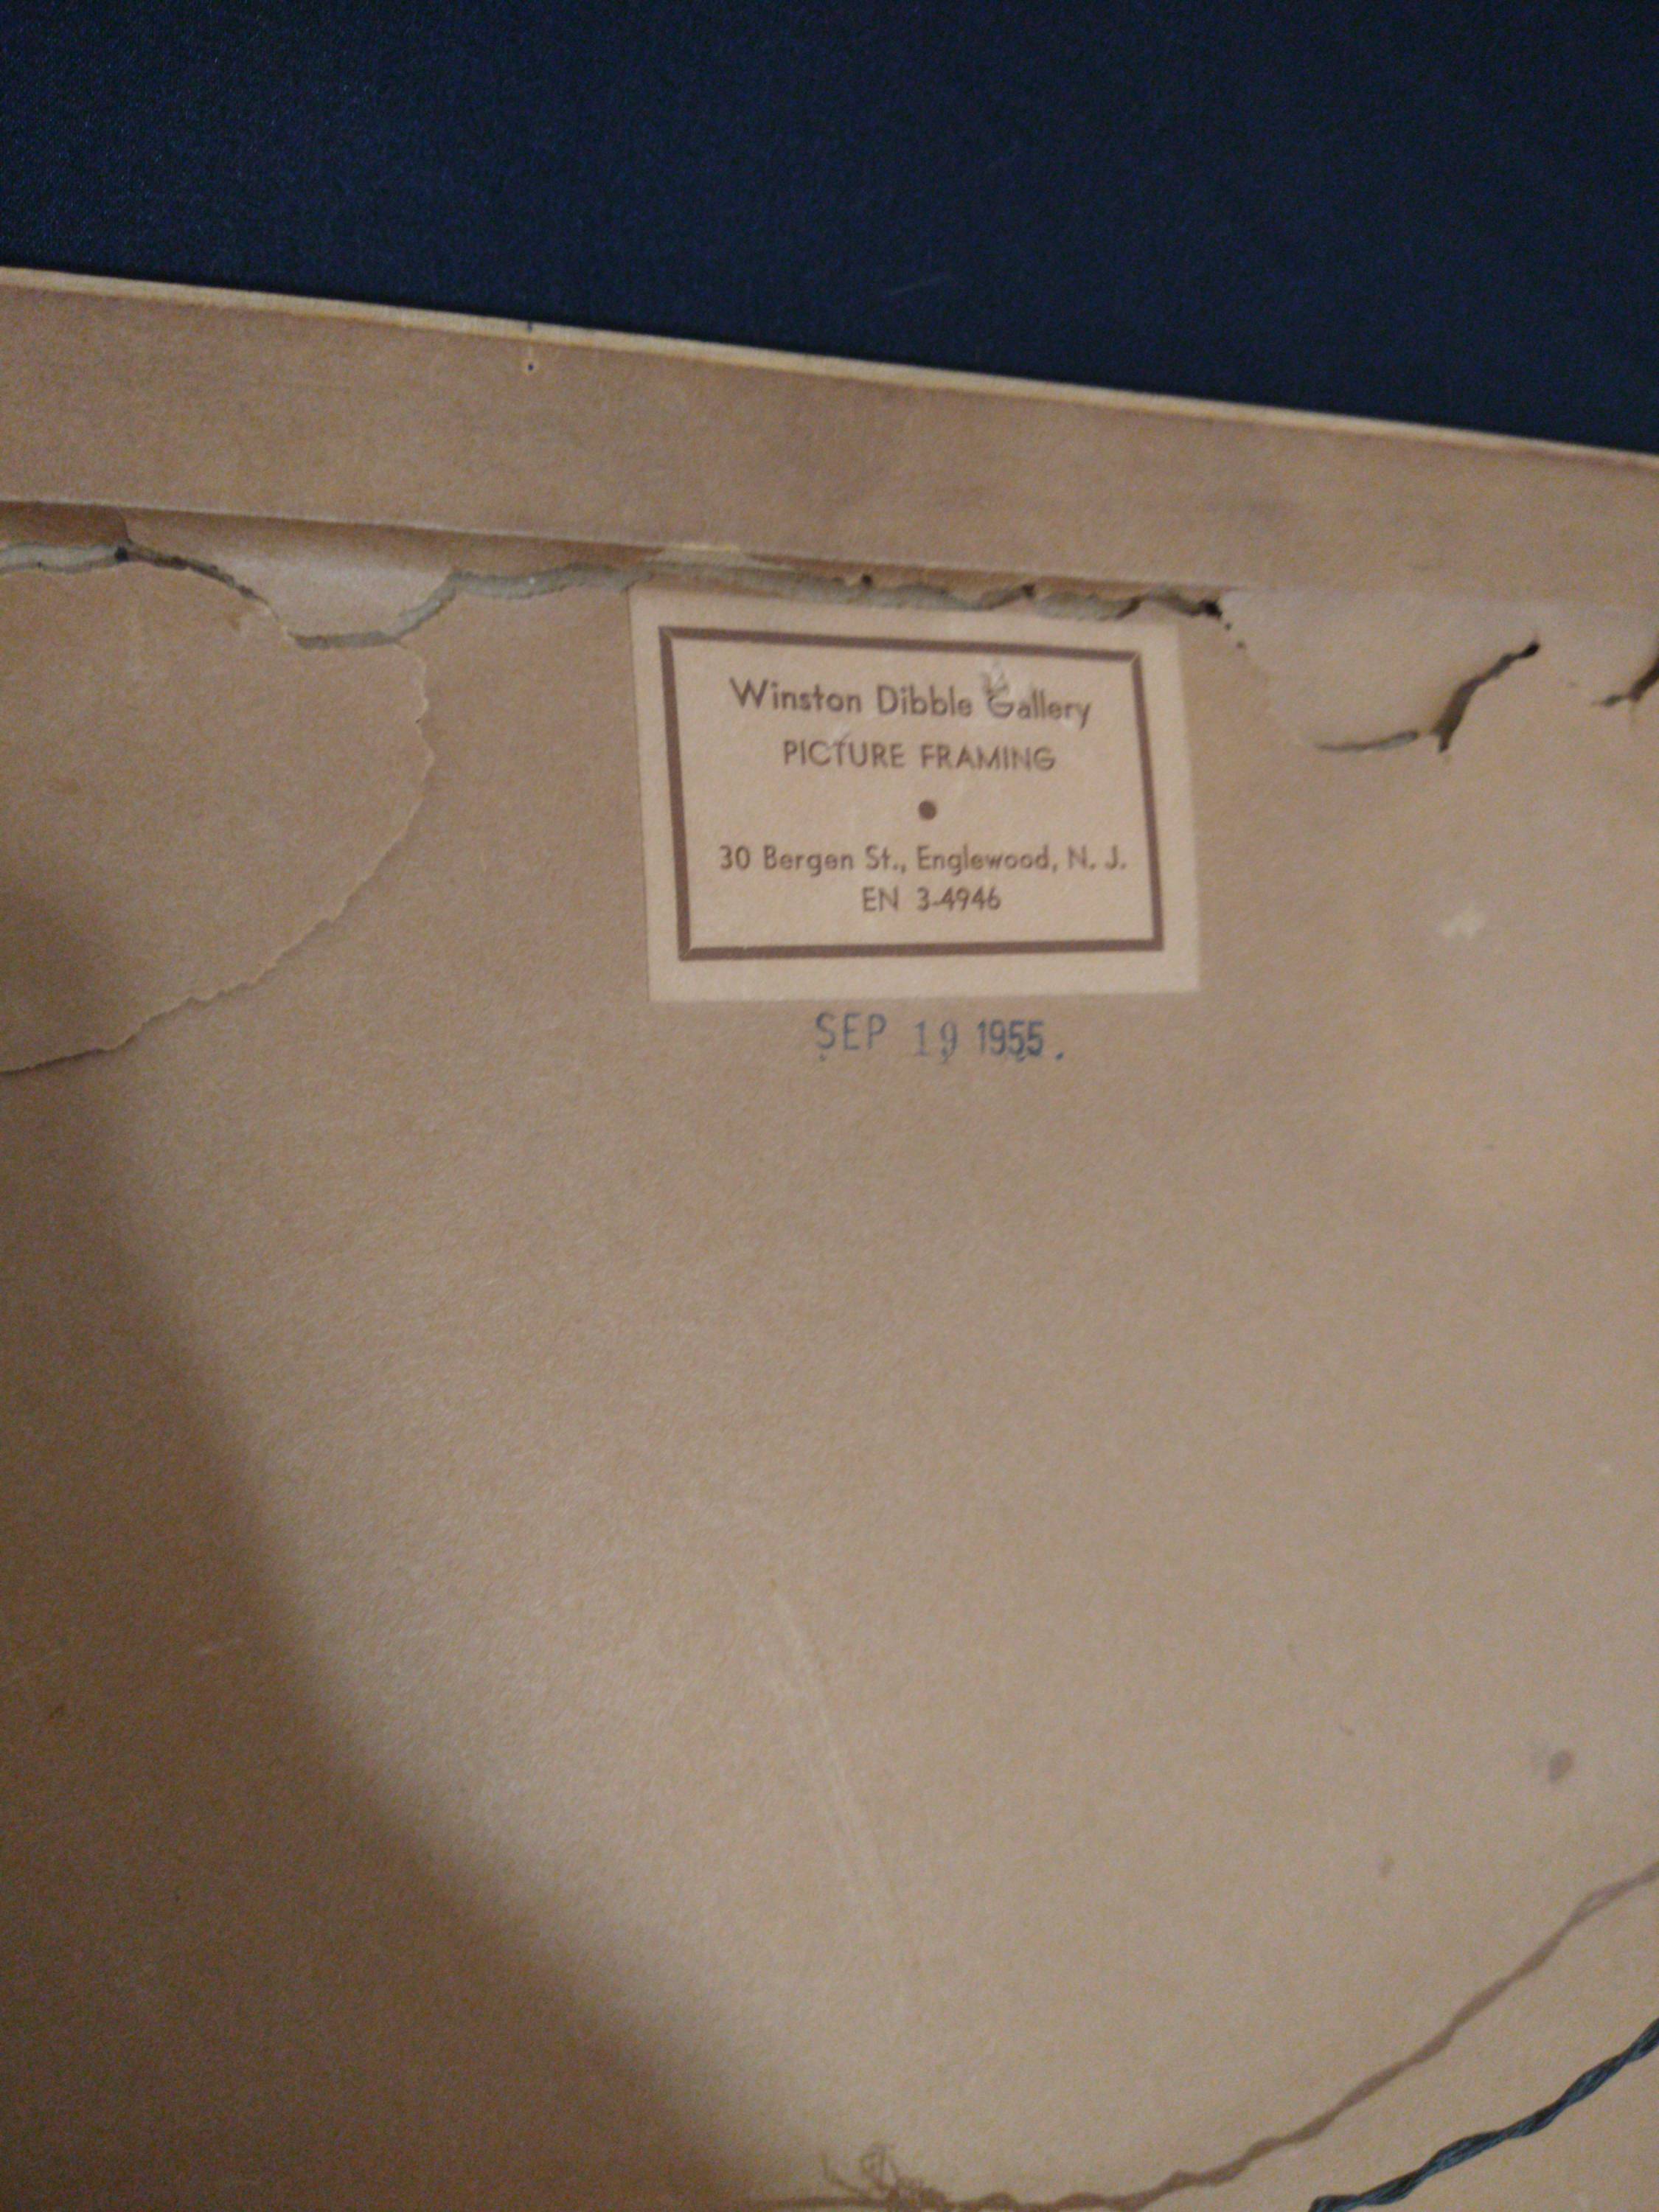 Winston Dibble Gallery
PICTURE FRAMING
●
30 Bergen St., Englewood, N. J.
EN 3-4946
SEP 19 1955.